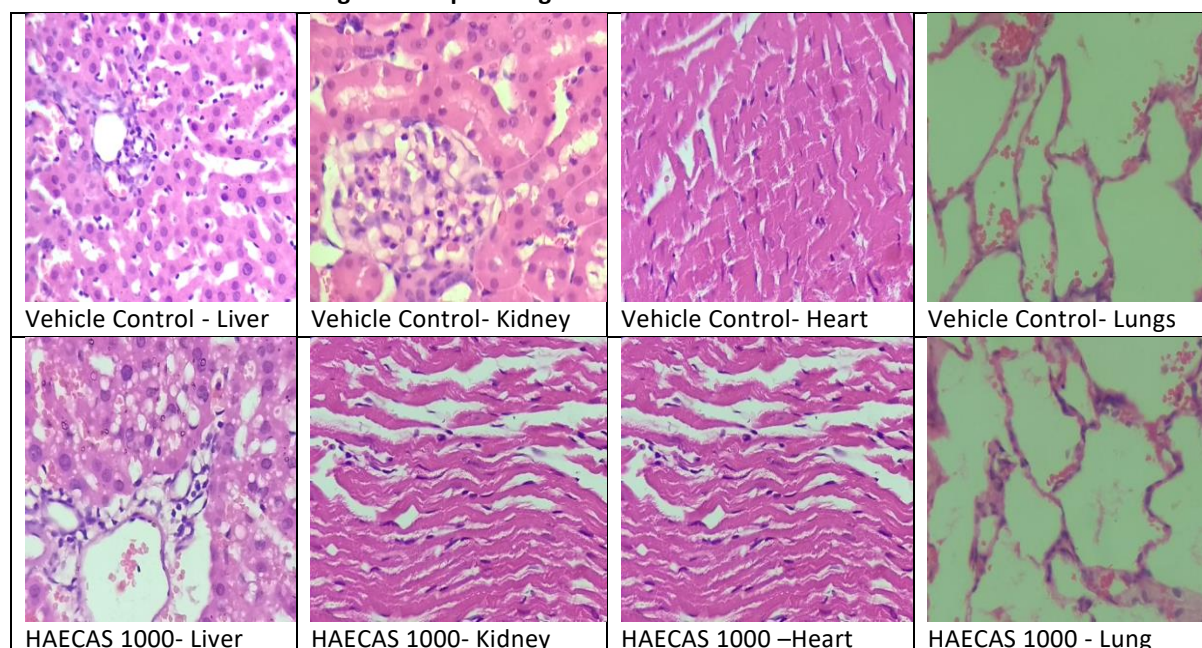 Vehicle Control - Liver
Vehicle Control- Kidney
Vehicle Control- Heart
Vehicle Control- Lungs
HAECAS 1000- Liver
HAECAS 1000- Kidney
HAECAS 1000 –Heart
HAECAS 1000 - Lung